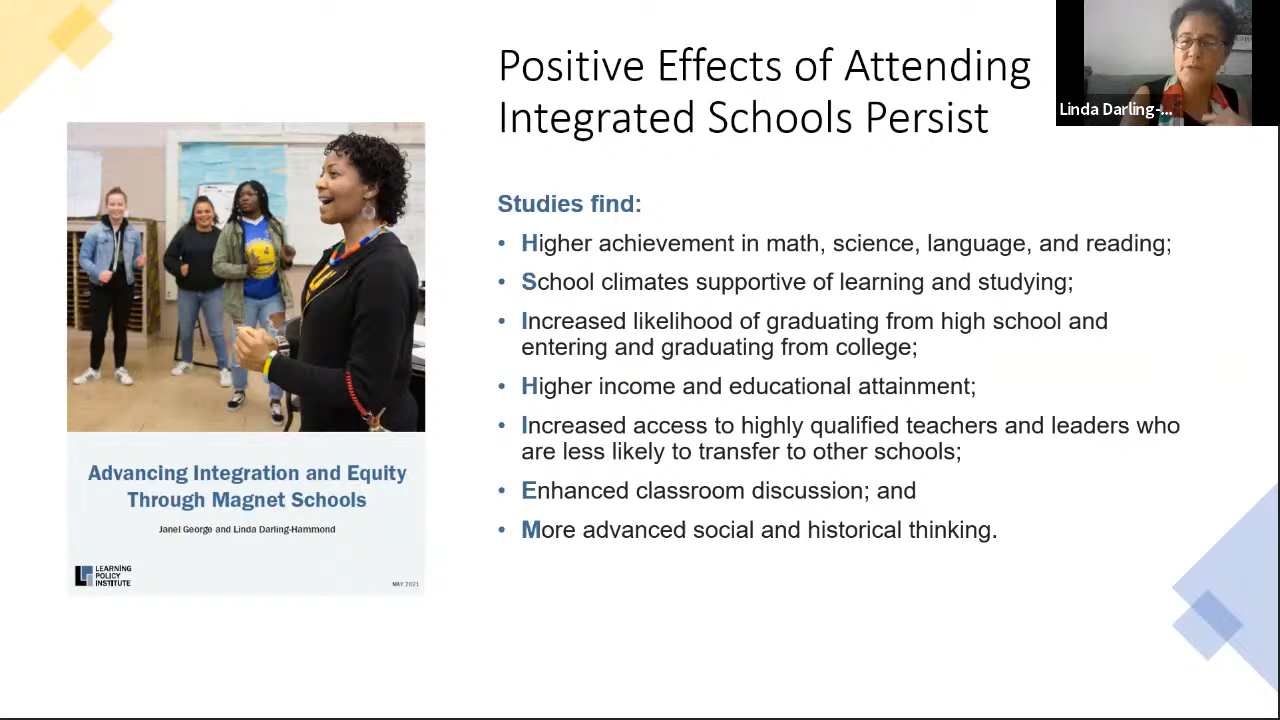 Positive Effects of Attending
Integrated Schools Persist
Linda Darling-...
Studies find:
• Higher achievement in math, science, language, and reading;
• School climates supportive of learning and studying;
• Increased likelihood of graduating from high school and
entering and graduating from college;
• Higher income and educational attainment;
• Increased access to highly qualified teachers and leaders who
are less likely to transfer to other schools;
• Enhanced classroom discussion; and
• More advanced social and historical thinking.
Advancing Integration and Equity
Through Magnet Schools
Janel George and Linda Darling-Hammond
LEARNING
POLICY
INSTITUTE
MAY 2021